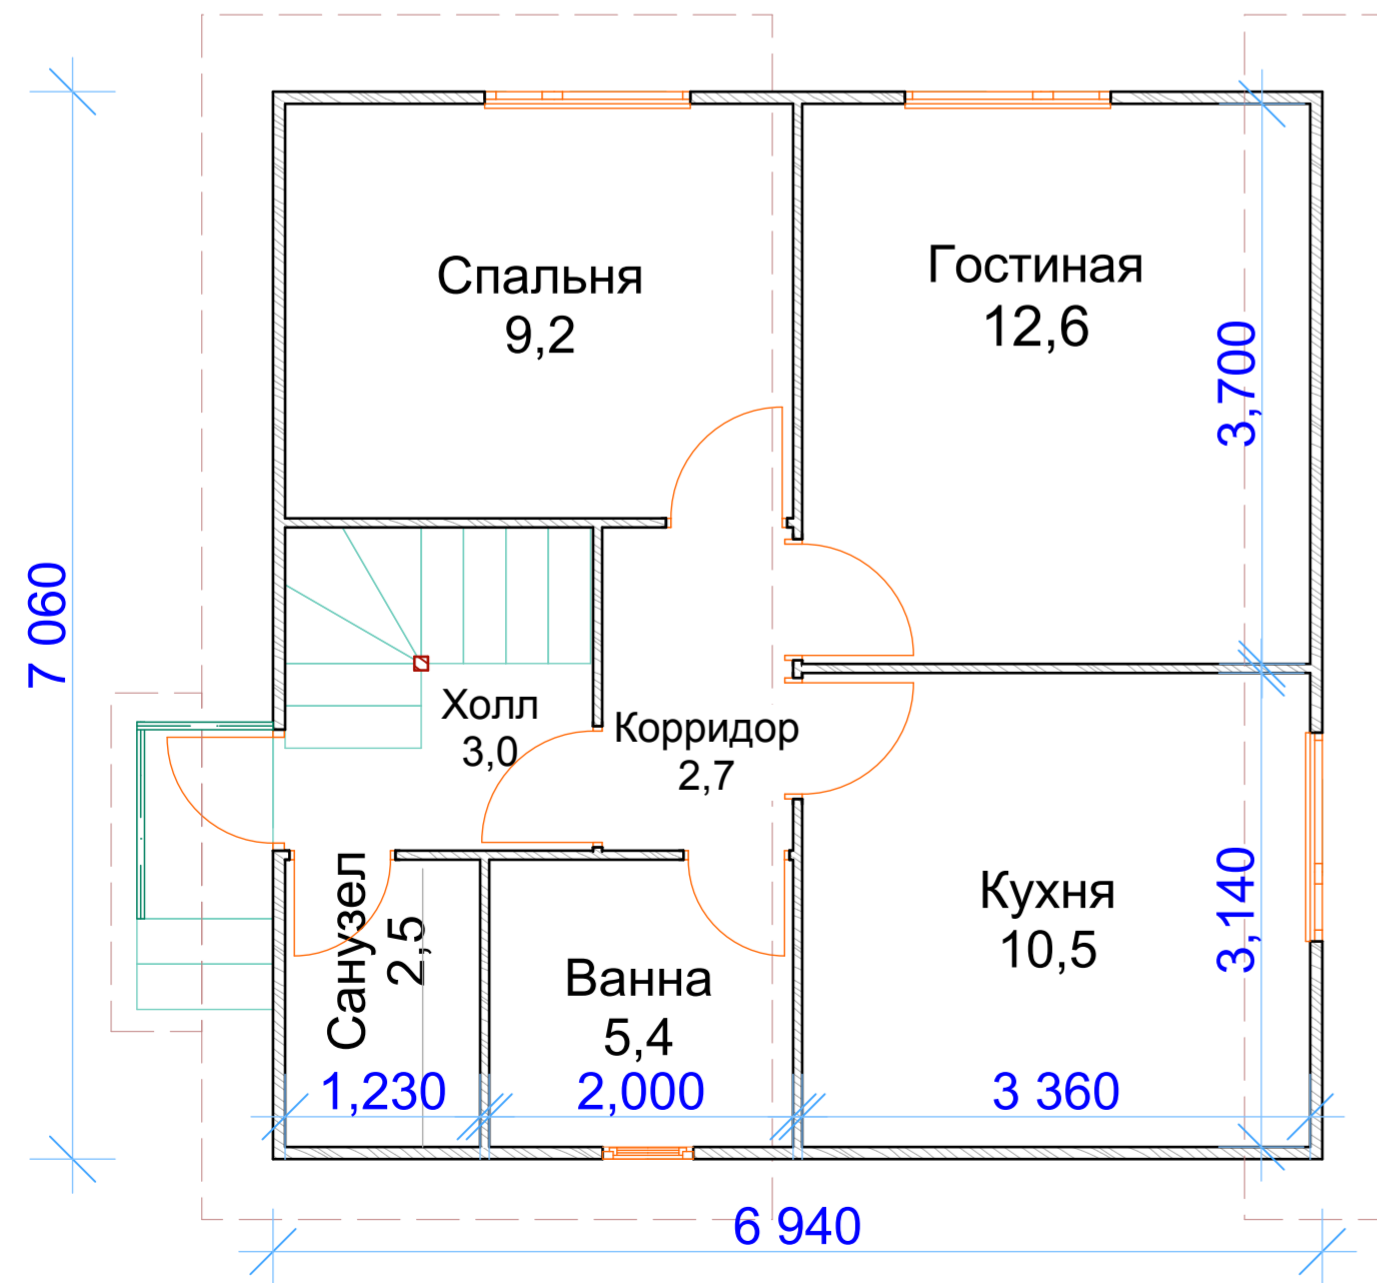 Спальня
9,2
Гостиная
12,6
3,700
7 060
Холл
3,0
Корридор
2,7
Санузел
2,5
Ванна
5,4
Кухня
10,5
3,140
1,230
2,000
3 360
6 940